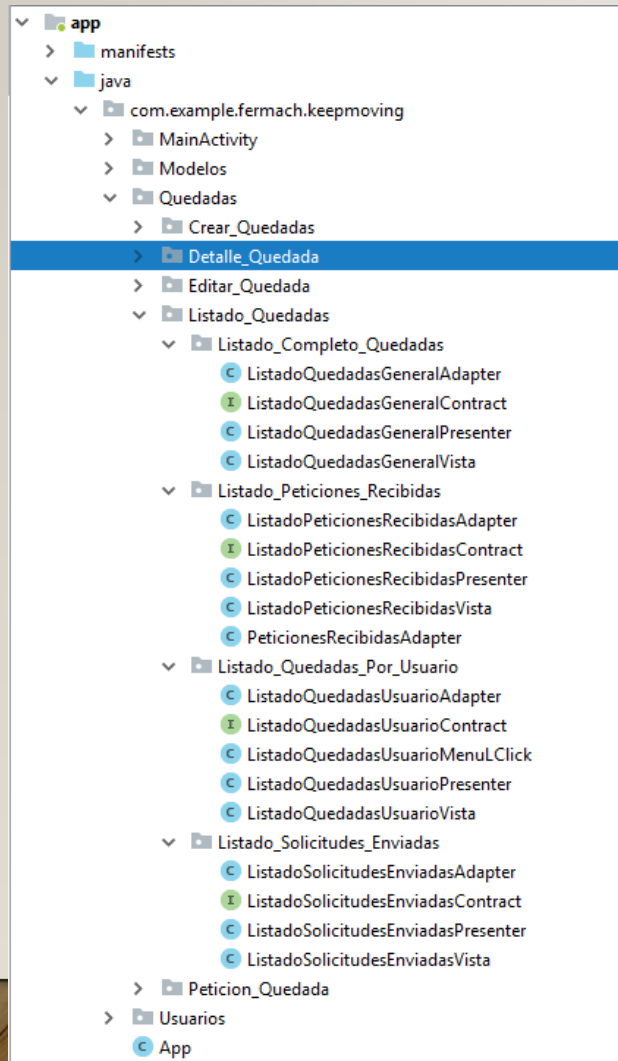 app
manifests
java
com.example.fermach.keepmoving
MainActivity
Modelos
Quedadas
Crear_Quedadas
Detalle_Quedada
Editar_Quedada
Listado_Quedadas
Listado_Completo_Quedadas
C ListadoQuedadasGeneralAdapter
I ListadoQuedadasGeneralContract
C ListadoQuedadasGeneralPresenter
C ListadoQuedadasGeneralVista
Listado_Peticiones_Recibidas
C ListadoPeticionesRecibidasAdapter
I ListadoPeticionesRecibidasContract
C ListadoPeticionesRecibidasPresenter
C ListadoPeticionesRecibidasVista
C PeticionesRecibidasAdapter
Listado_Quedadas_Por_Usuario
C ListadoQuedadasUsuarioAdapter
I ListadoQuedadasUsuarioContract
C ListadoQuedadasUsuarioMenuLClick
C ListadoQuedadasUsuarioPresenter
C ListadoQuedadasUsuarioVista
Listado_Solicitudes_Enviadas
C ListadoSolicitudesEnviadasAdapter
I ListadoSolicitudesEnviadasContract
C ListadoSolicitudesEnviadasPresenter
C ListadoSolicitudesEnviadasVista
Peticion_Quedada
Usuarios
C App